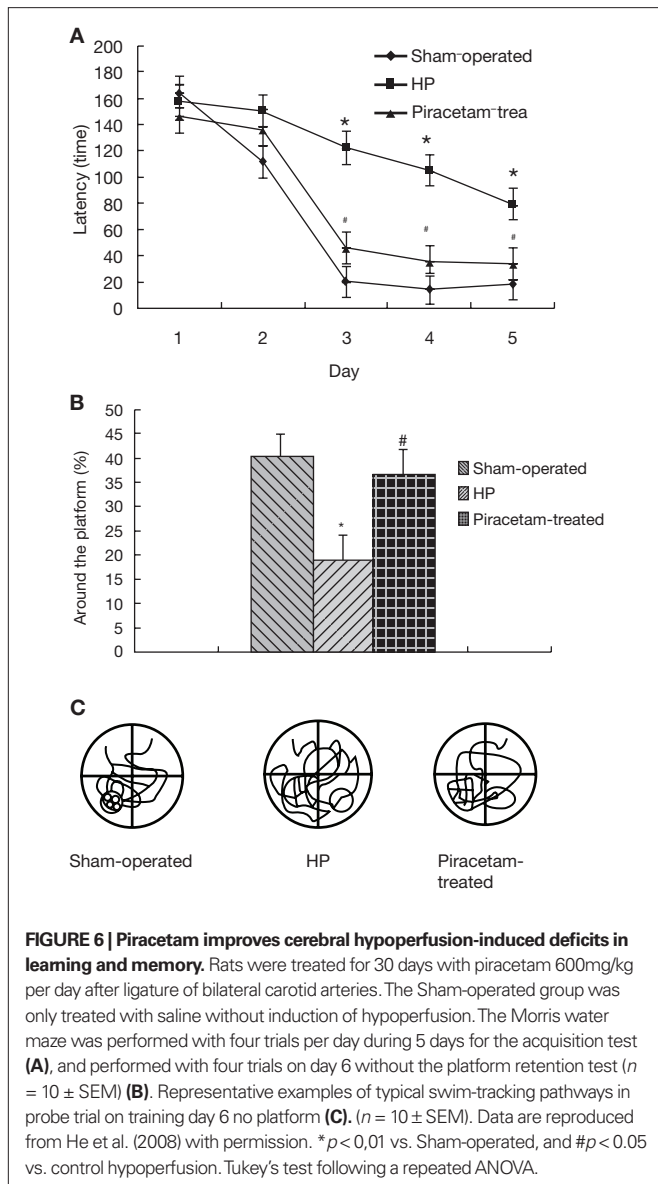 A
Latency (time)
200
180
160
140
120
100
80
60
40
20
0
Sham-operated
HP
Piracetam-trea
*
*
*
#
#
#
1 2 3 4 5
Day
B
Around the platform (%)
50
45
40
35
30
25
20
15
10
5
0
*
#
Sham-operated
HP
Piracetam-treated
C
Sham-operated
HP
Piracetam-
treated
FIGURE 6 | Piracetam improves cerebral hypoperfusion-induced deficits in
learning and memory. Rats were treated for 30 days with piracetam 600mg/kg
per day after ligature of bilateral carotid arteries. The Sham-operated group was
only treated with saline without induction of hypoperfusion. The Morris water
maze was performed with four trials per day during 5 days for the acquisition test
(A), and performed with four trials on day 6 without the platform retention test (n
= 10 ± SEM) (B). Representative examples of typical swim-tracking pathways in
probe trial on training day 6 no platform (C). (n = 10 ± SEM). Data are reproduced
from He et al. (2008) with permission. *p < 0,01 vs. Sham-operated, and #p < 0.05
vs. control hypoperfusion. Tukey's test following a repeated ANOVA.